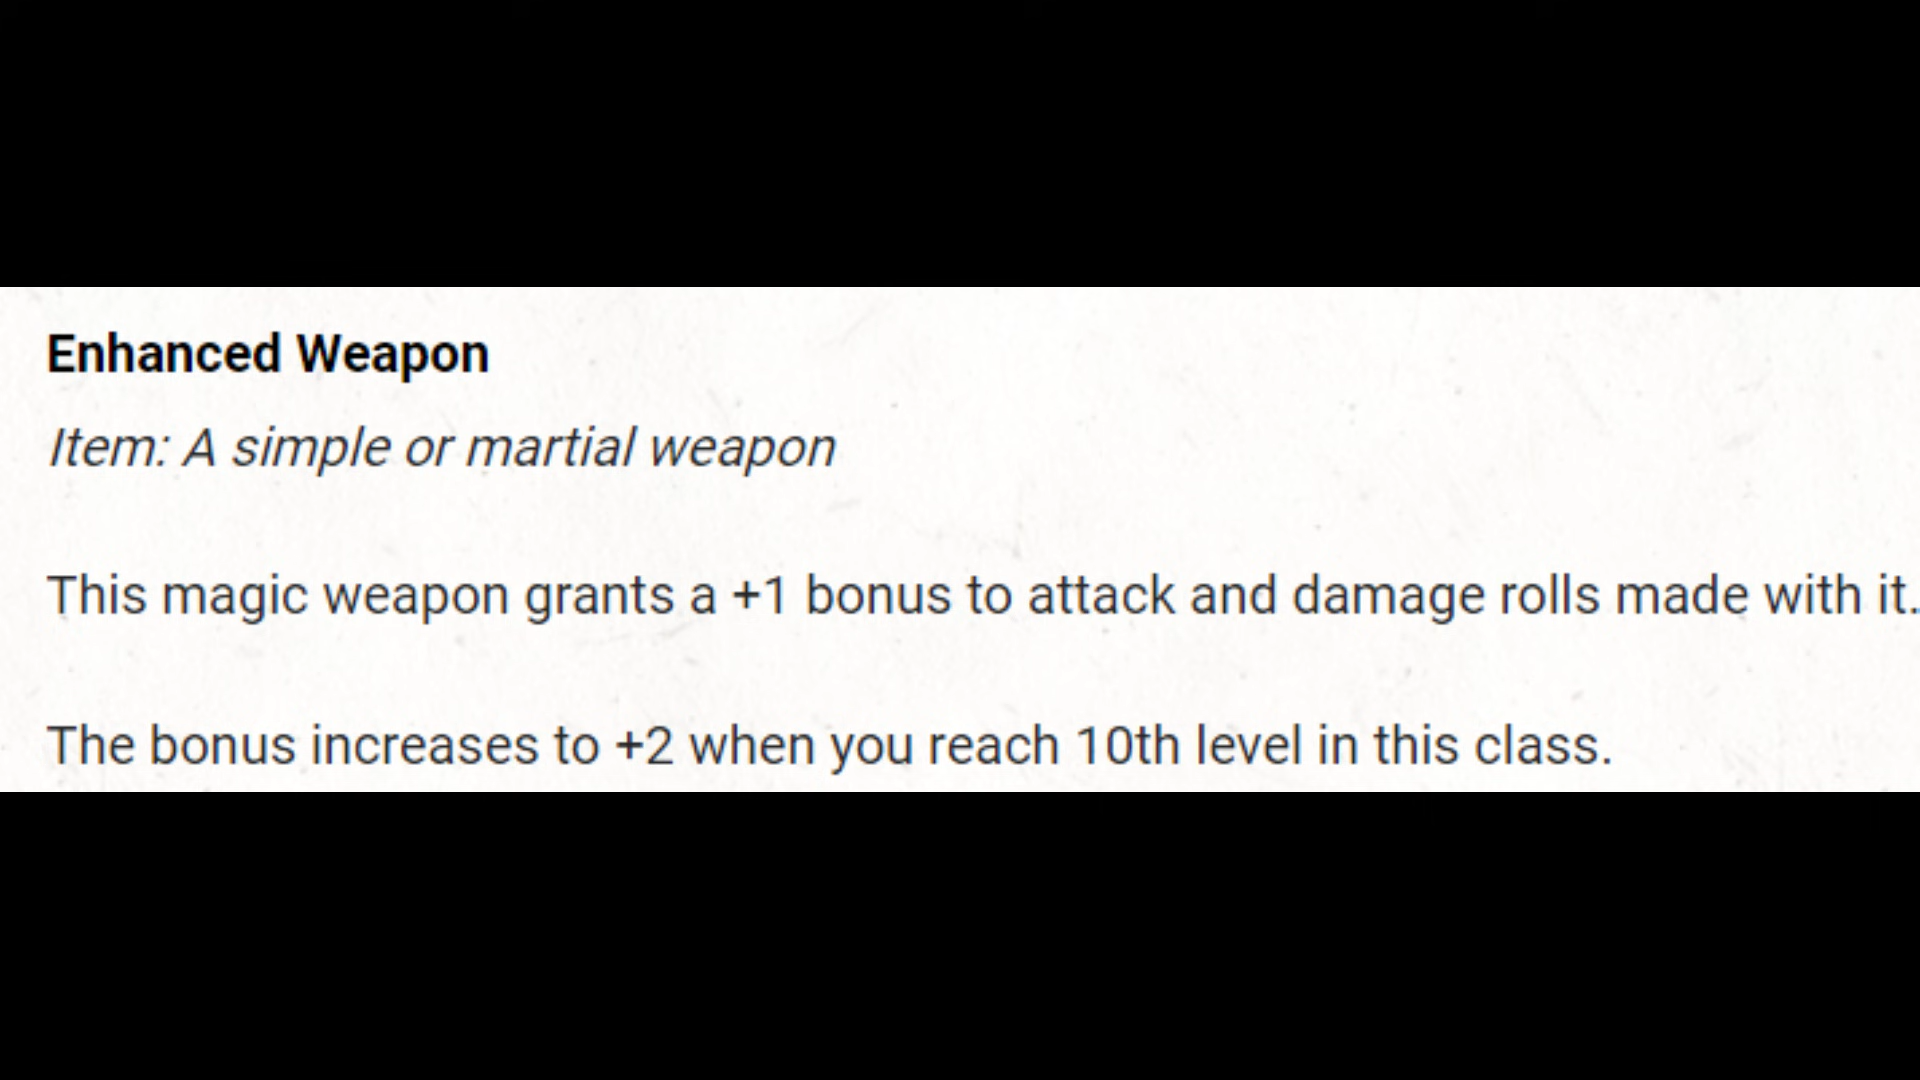 Enhanced Weapon
Item: A simple or martial weapon
This magic weapon grants a +1 bonus to attack and damage rolls made with it.
The bonus increases to +2 when you reach 10th level in this class.